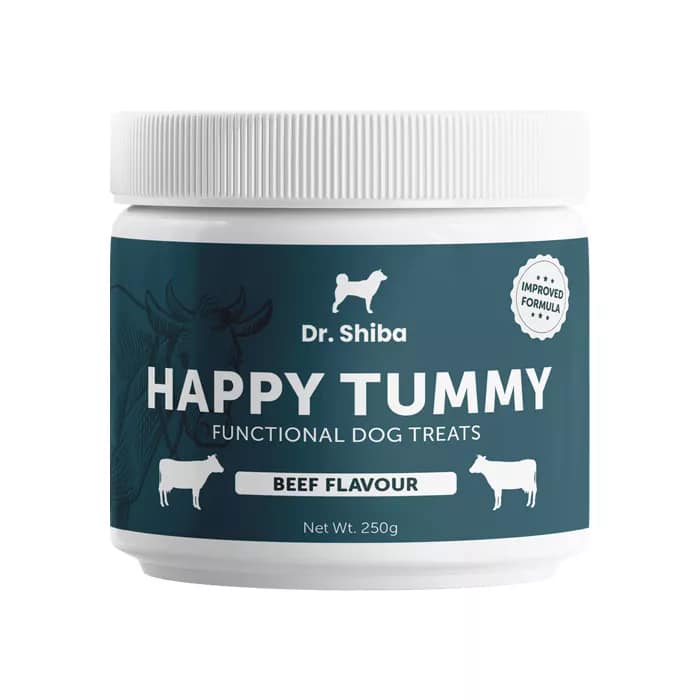 Dr. Shiba
IMPROVED
FORMULA
HAPPY TUMMY
FUNCTIONAL DOG TREATS
BEEF FLAVOUR
Net Wt. 250g